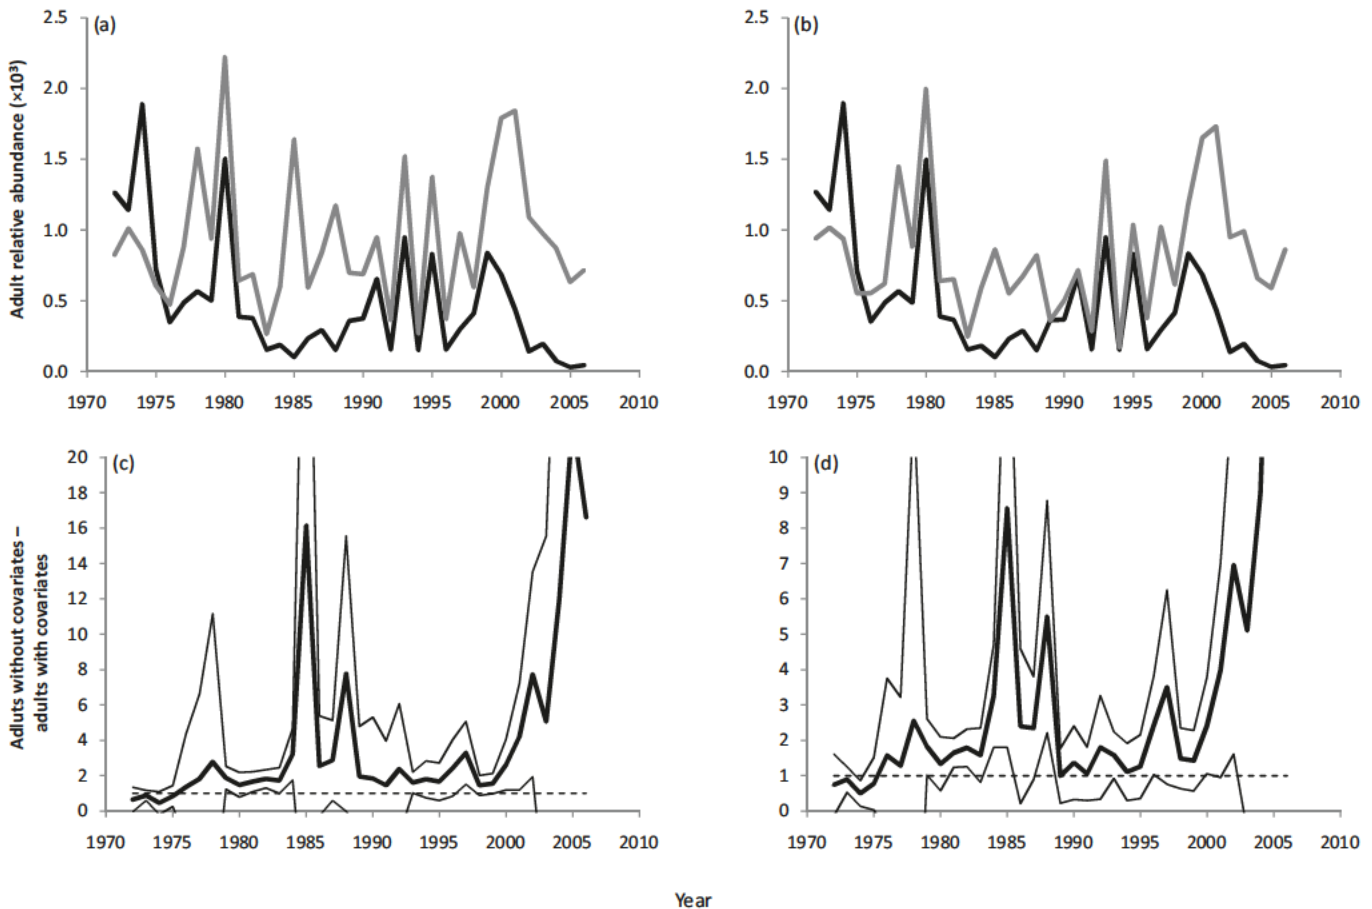 (a)
2.5
2.0
1.5
1.0
0.5
0.0
1970 1975 1980 1985 1990 1995 2000 2005 2010
Adult relative abundance (×10³)
(b)
2.5
2.0
1.5
1.0
0.5
0.0
1970 1975 1980 1985 1990 1995 2000 2005 2010
(c)
20
18
16
14
12
10
8
6
4
2
0
1970 1975 1980 1985 1990 1995 2000 2005 2010
Adluts without covariates –
adults with covariates
(d)
10
9
8
7
6
5
4
3
2
1
0
1970 1975 1980 1985 1990 1995 2000 2005 2010
Year